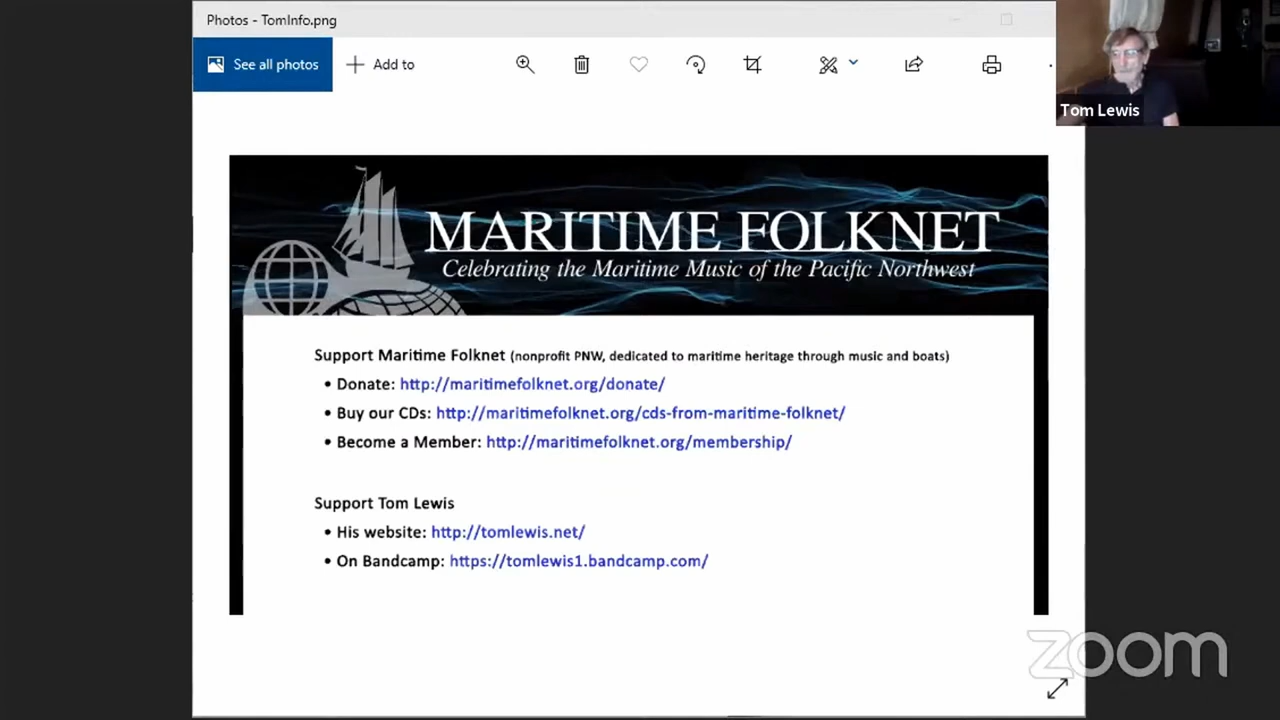 Photos - TomInfo.png
See all photos
Add to
Tom Lewis
MARITIME FOLKNET
Celebrating the Maritime Music of the Pacific Northwest
Support Maritime Folknet (nonprofit PNW, dedicated to maritime heritage through music and boats)
• Donate: http://maritimefolknet.org/donate/
• Buy our CDs: http://maritimefolknet.org/cds-from-maritime-folknet/
• Become a Member: http://maritimefolknet.org/membership/
Support Tom Lewis
• His website: http://tomlewis.net/
• On Bandcamp: https://tomlewis1.bandcamp.com/
zoom